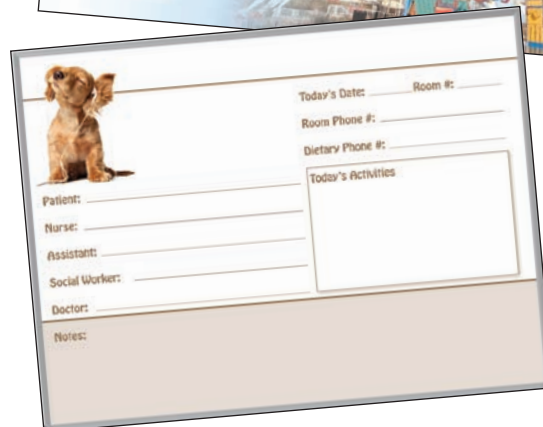 Today's Date: Room #:
Room Phone #:
Dietary Phone #:
Patient:
Nurse:
Assistant:
Social Worker:
Doctor:
Today's Activities
Notes: